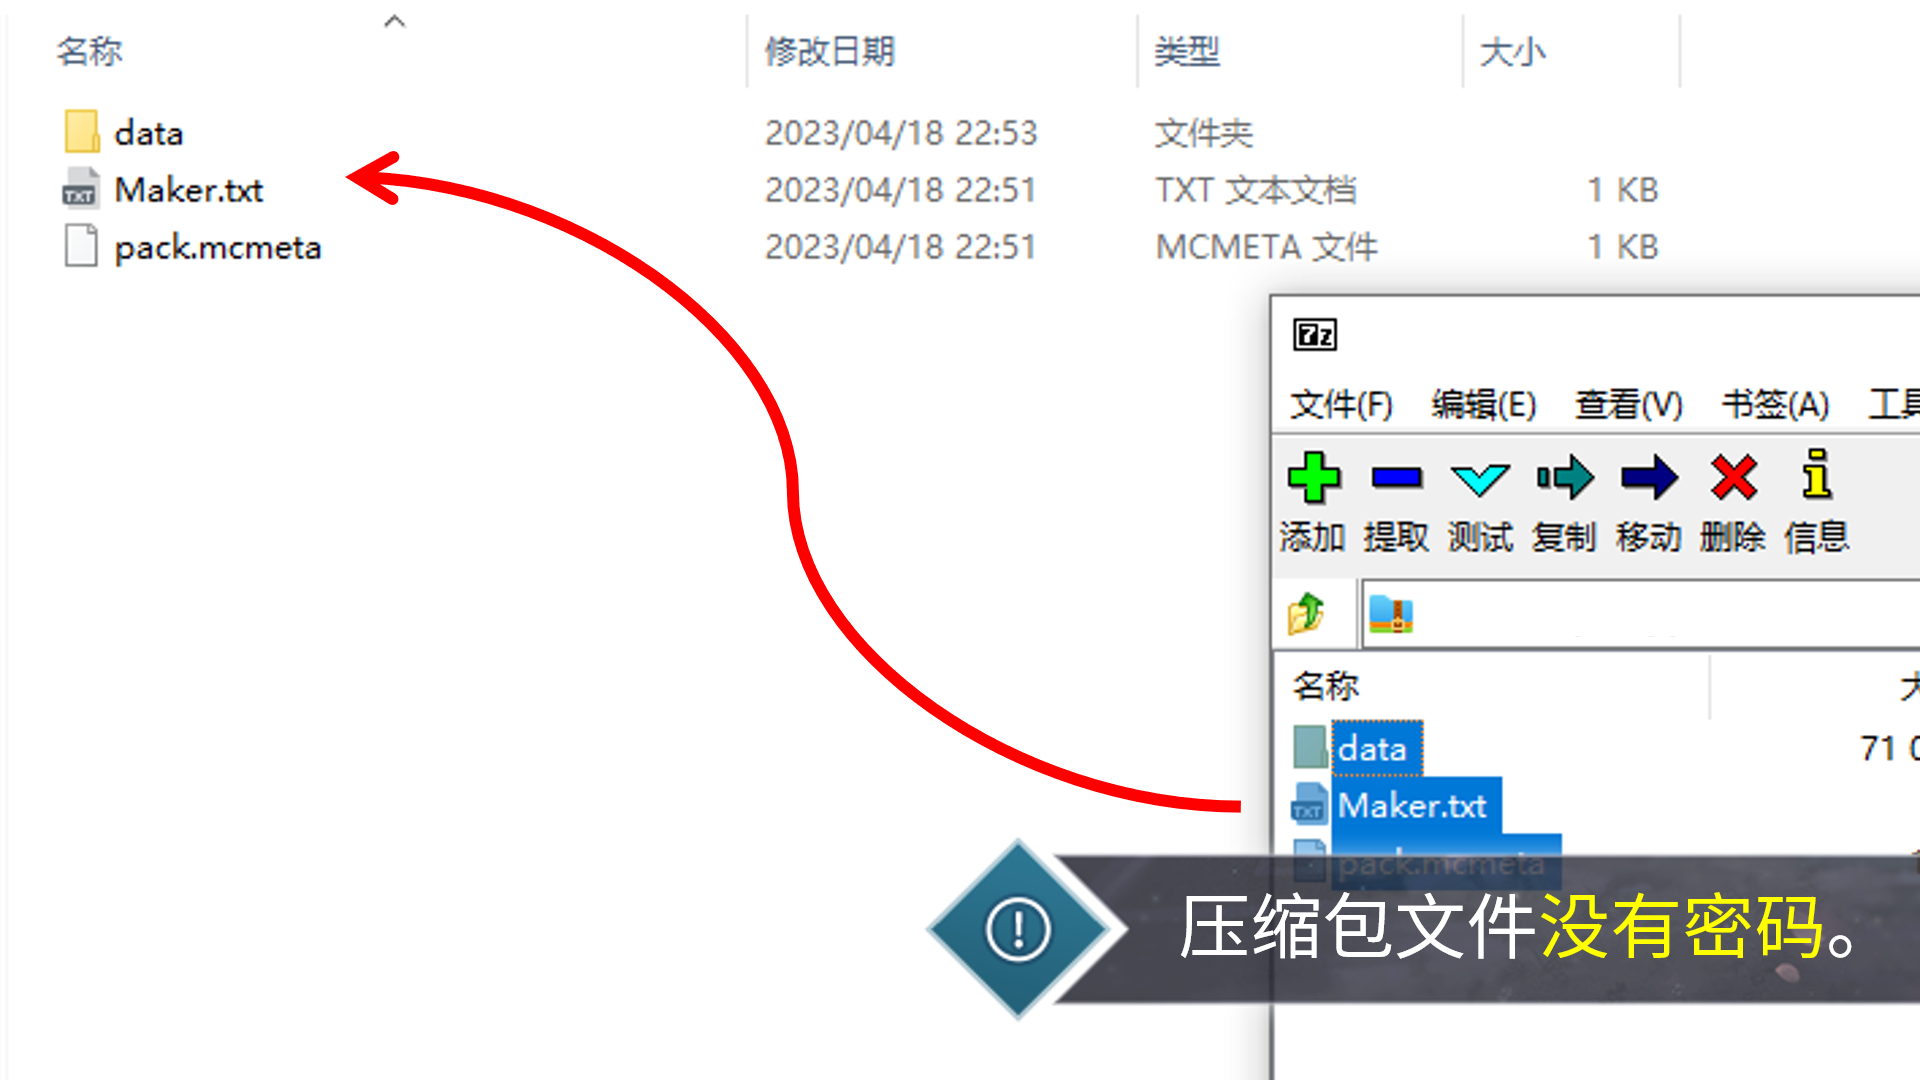 名称 修改日期 类型 大小
data 2023/04/18 22:53 文件夹
Maker.txt 2023/04/18 22:51 TXT 文本文档 1 KB
pack.mcmeta 2023/04/18 22:51 MCMETA 文件 1 KB
7z
文件(F) 编辑(E) 查看(V) 书签(A) 工具
添加 提取 测试 复制 移动 删除 信息
名称
data 71
Maker.txt
pack.mcmeta
压缩包文件没有密码。